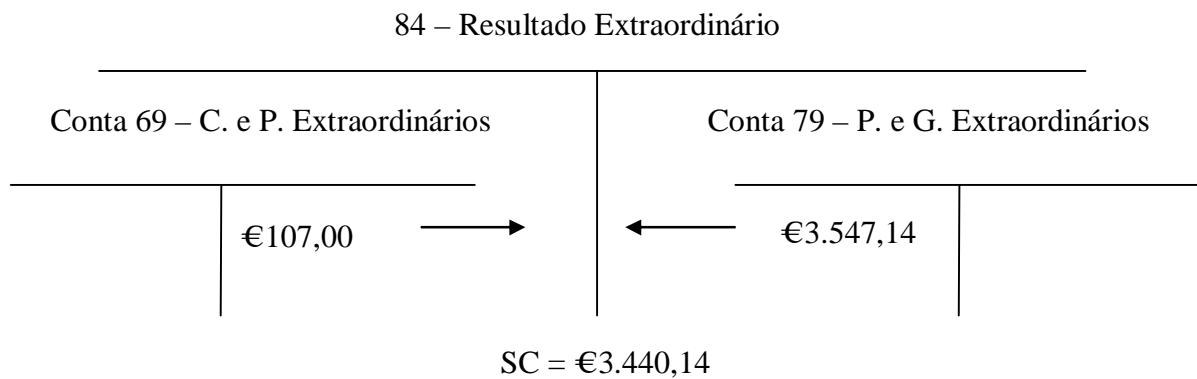 84 – Resultado Extraordinário
Conta 69 – C. e P. Extraordinários
Conta 79 – P. e G. Extraordinários
€107,00
€3.547,14
SC = €3.440,14